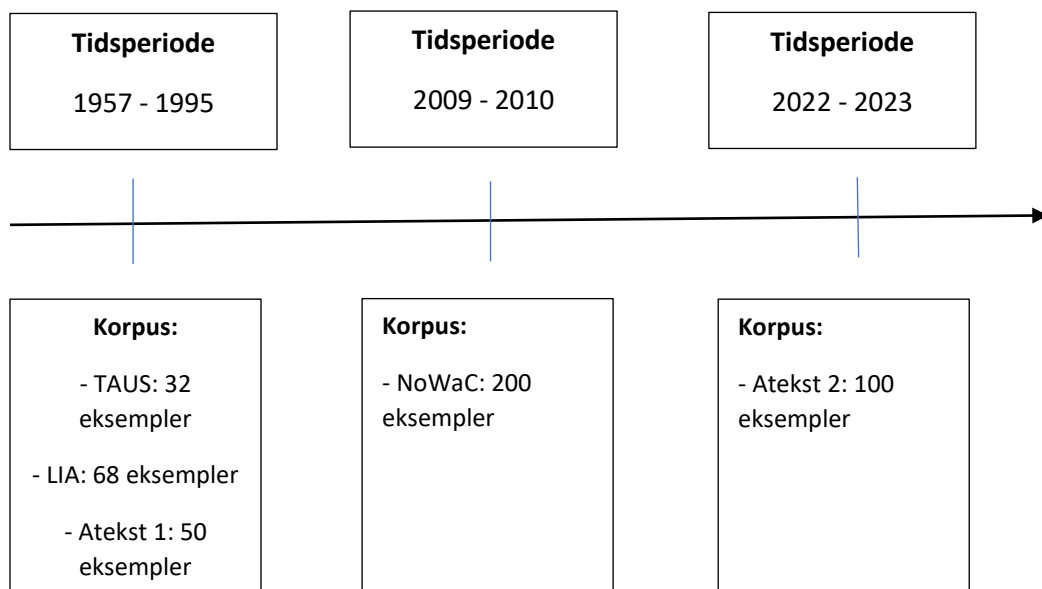 Tidsperiode
1957 - 1995
Tidsperiode
2009 - 2010
Tidsperiode
2022 - 2023
Korpus:
- TAUS: 32
eksempler
- LIA: 68 eksempler
- Atekst 1: 50
eksempler
Korpus:
- NoWaC: 200
eksempler
Korpus:
- Atekst 2: 100
eksempler